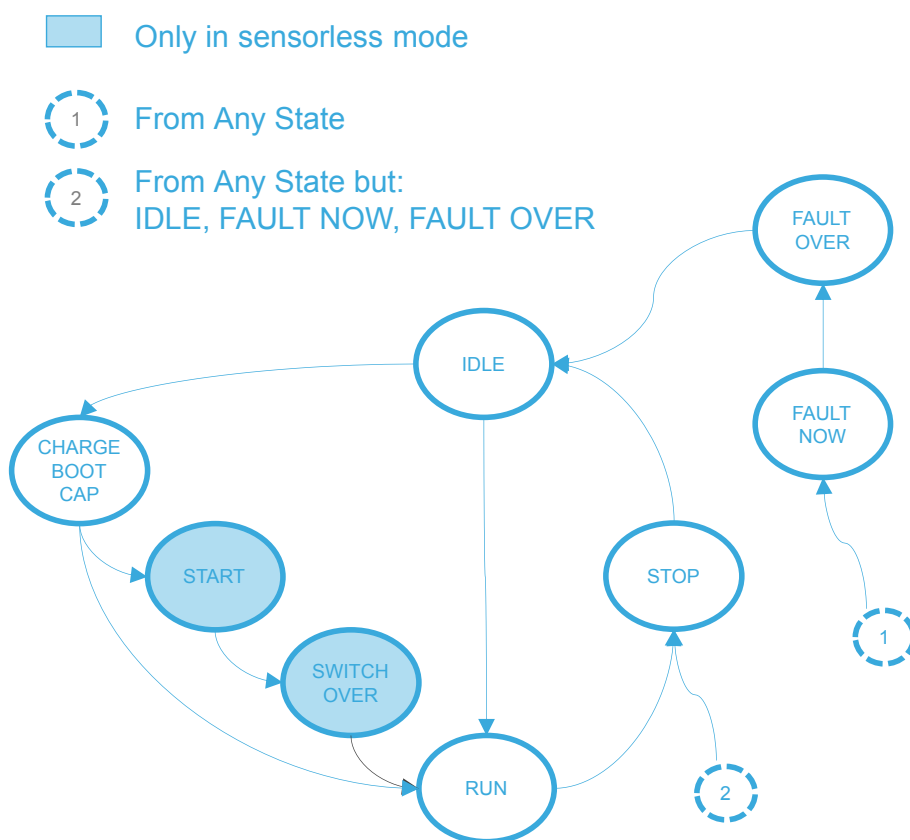 Only in sensorless mode
1
From Any State
2
From Any State but:
IDLE, FAULT NOW, FAULT OVER
FAULT
OVER
IDLE
FAULT
NOW
CHARGE
BOOT
CAP
START
STOP
1
SWITCH
OVER
RUN
2